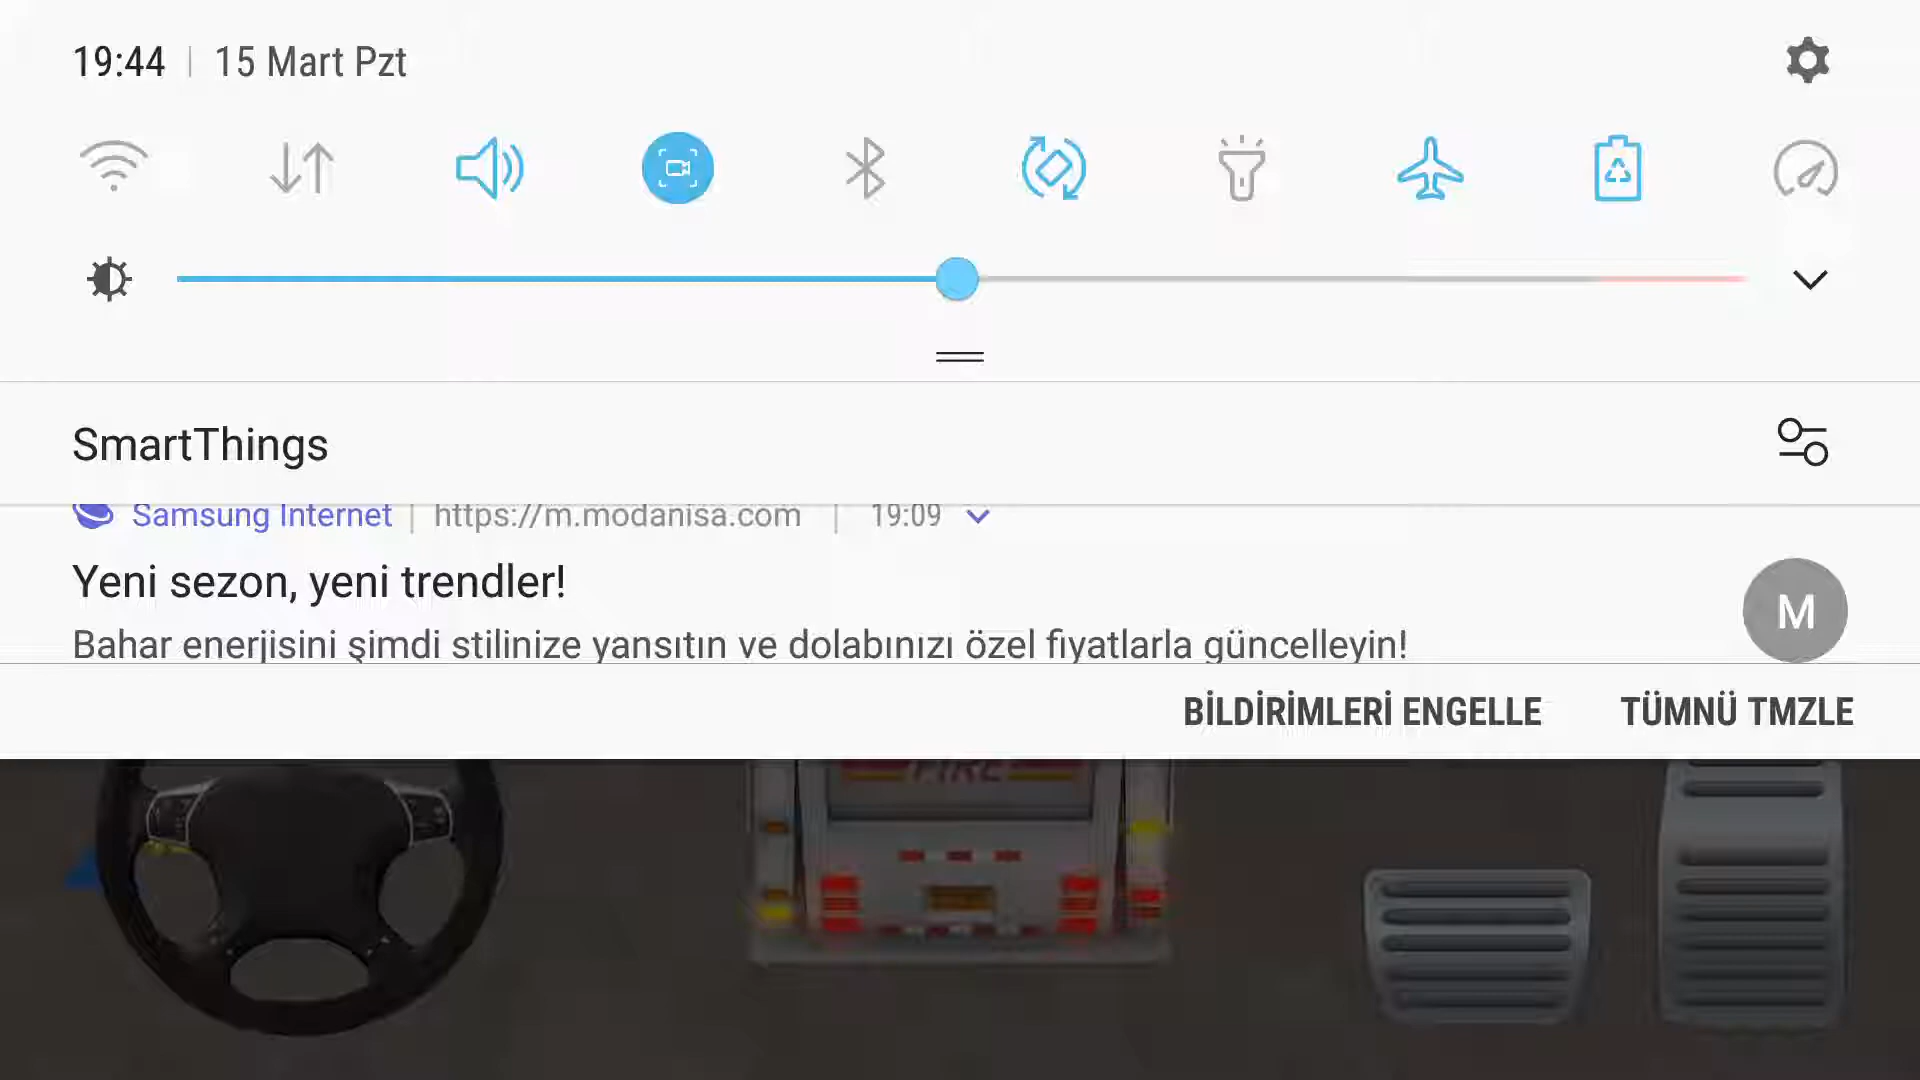 19:44 | 15 Mart Pzt
SmartThings
Samsung Internet | https://m.modanisa.com | 19:09
Yeni sezon, yeni trendler!
Bahar enerjisini şimdi stilinize yansıtın ve dolabınızı özel fiyatlarla güncelleyin!
M
BİLDİRİMLERİ ENGELLE
TÜMNÜ TMZLE
FIRE